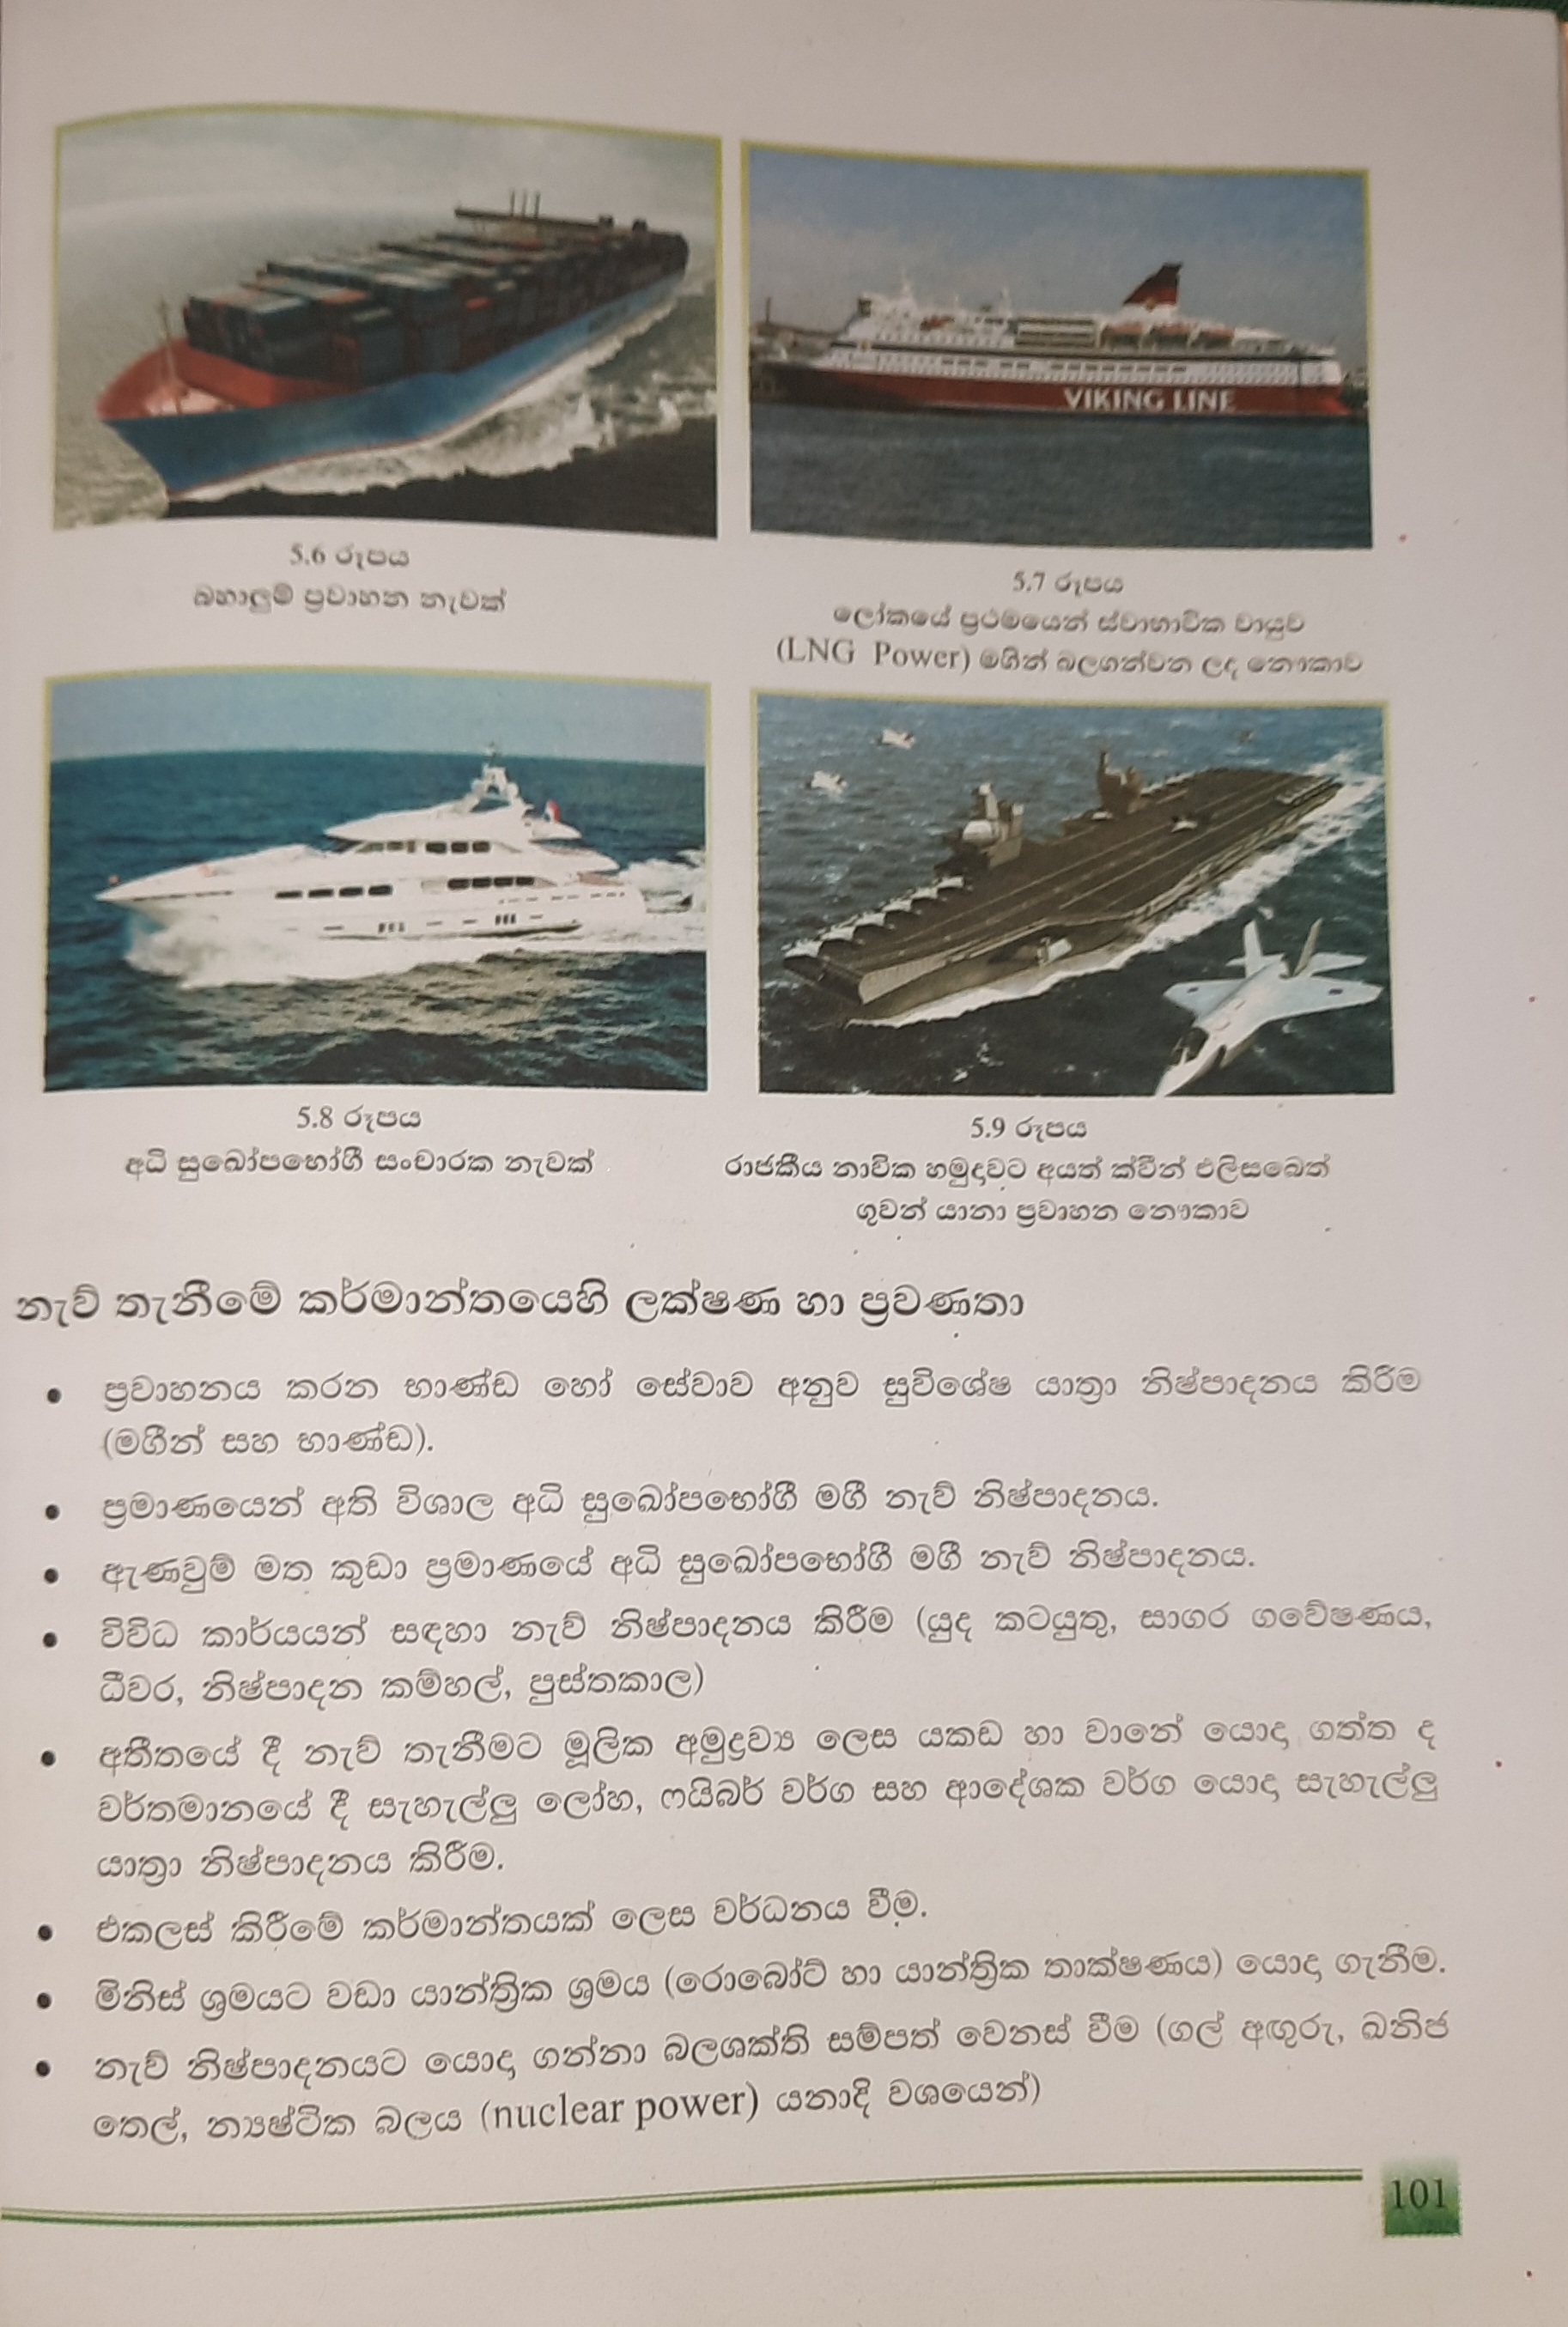 VIKING LINE
5.6 රූපය
බහාලුම් ප්‍රවාහන නැවක්
5.7 රූපය
ලෝකයේ ප්‍රථමයෙන් ස්වාභාවික වායුව
(LNG Power) මගින් බලගන්වන ලද නෞකාව
5.8 රූපය
අධි සුඛෝපභෝගී සංචාරක නැවක්
5.9 රූපය
රාජකීය නාවික හමුදාවට අයත් ක්වීන් එලිසබෙත්
ගුවන් යානා ප්‍රවාහන නෞකාව
නැව් තැනීමේ කර්මාන්තයෙහි ලක්ෂණ හා ප්‍රවණතා
• ප්‍රවාහනය කරන භාණ්ඩ හෝ සේවාව අනුව සුවිශේෂ යාත්‍රා නිෂ්පාදනය කිරීම
(මගීන් සහ භාණ්ඩ).
• ප්‍රමාණයෙන් අති විශාල අධි සුඛෝපභෝගී මගී නැව් නිෂ්පාදනය.
• ඇණවුම් මත කුඩා ප්‍රමාණයේ අධි සුඛෝපභෝගී මගී නැව් නිෂ්පාදනය.
• විවිධ කාර්යයන් සඳහා නැව් නිෂ්පාදනය කිරීම (යුද කටයුතු, සාගර ගවේෂණය,
ධීවර, නිෂ්පාදන කම්හල්, පුස්තකාල)
• අතීතයේ දී නැව් තැනීමට මූලික අමුද්‍රව්‍ය ලෙස යකඩ හා වානේ යොදා ගත්ත ද
වර්තමානයේ දී සැහැල්ලු ලෝහ, ෆයිබර් වර්ග සහ ආදේශක වර්ග යොදා සැහැල්ලු
යාත්‍රා නිෂ්පාදනය කිරීම.
• එකලස් කිරීමේ කර්මාන්තයක් ලෙස වර්ධනය වීම.
• මිනිස් ශ්‍රමයට වඩා යාන්ත්‍රික ශ්‍රමය (රොබෝට් හා යාන්ත්‍රික තාක්ෂණය) යොදා ගැනීම.
• නැව් නිෂ්පාදනයට යොදා ගන්නා බලශක්ති සම්පත් වෙනස් වීම (ගල් අඟුරු, ඛනිජ
තෙල්, න්‍යෂ්ටික බලය (nuclear power) යනාදි වශයෙන්)
101